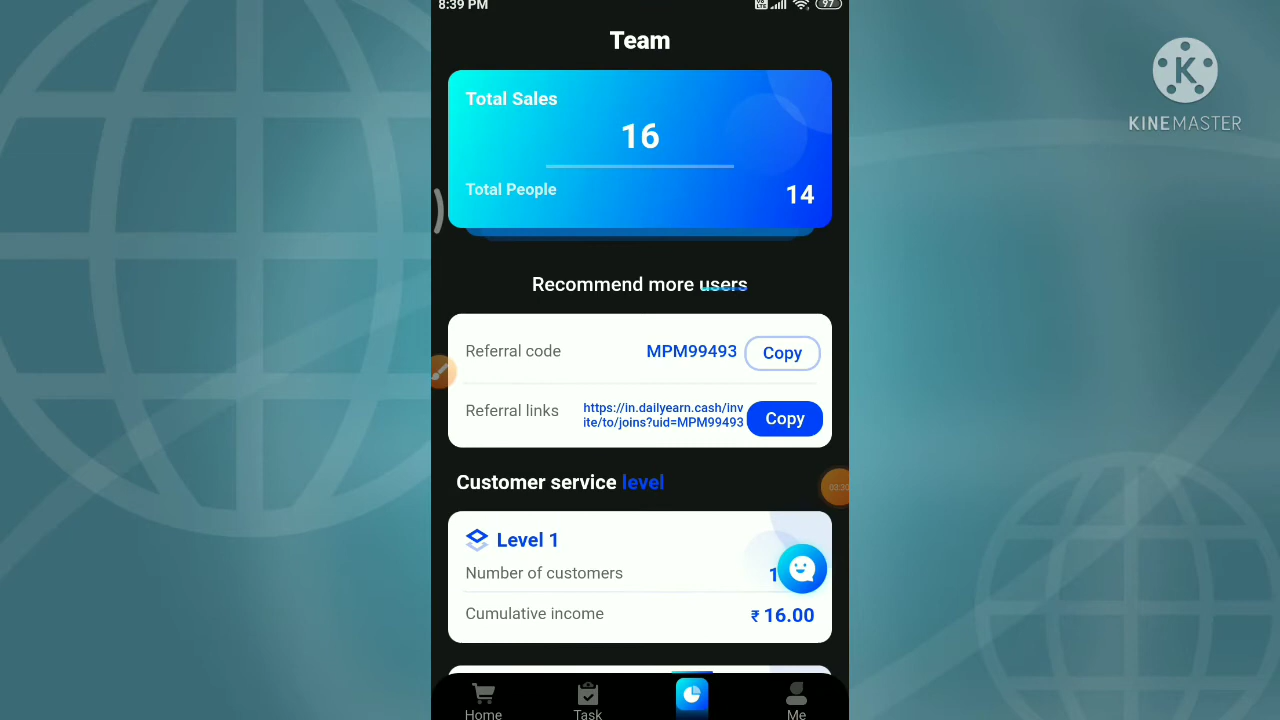 8:39 PM
97
Team
Total Sales
16
Total People
14
Recommend more users
Referral code
MPM99493
Copy
Referral links
https://in.dailyearn.cash/inv
ite/to/joins?uid=MPM99493
Copy
Customer service level
Level 1
Number of customers
Cumulative income
₹ 16.00
Home
Task
Me
K
KINEMASTER